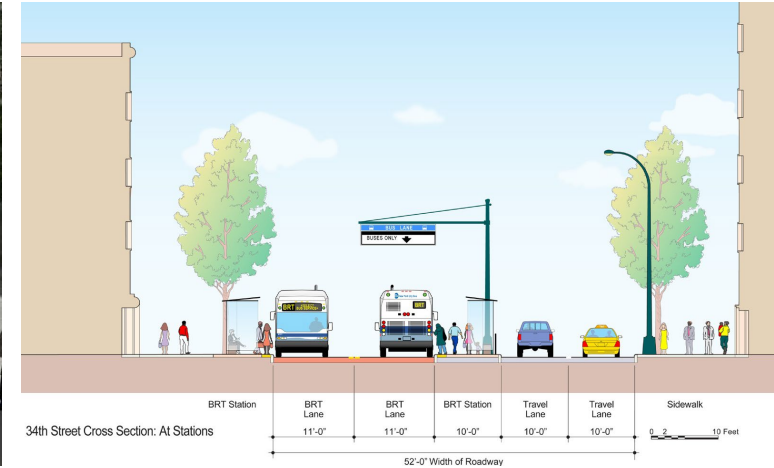 BUS LANE
BUSES ONLY
BRT
BRT
BRT Station
BRT Lane
BRT Lane
BRT Station
Travel Lane
Travel Lane
Sidewalk
11'-0"
11'-0"
10'-0"
10'-0"
10'-0"
0 2 10 Feet
34th Street Cross Section: At Stations
52'-0" Width of Roadway